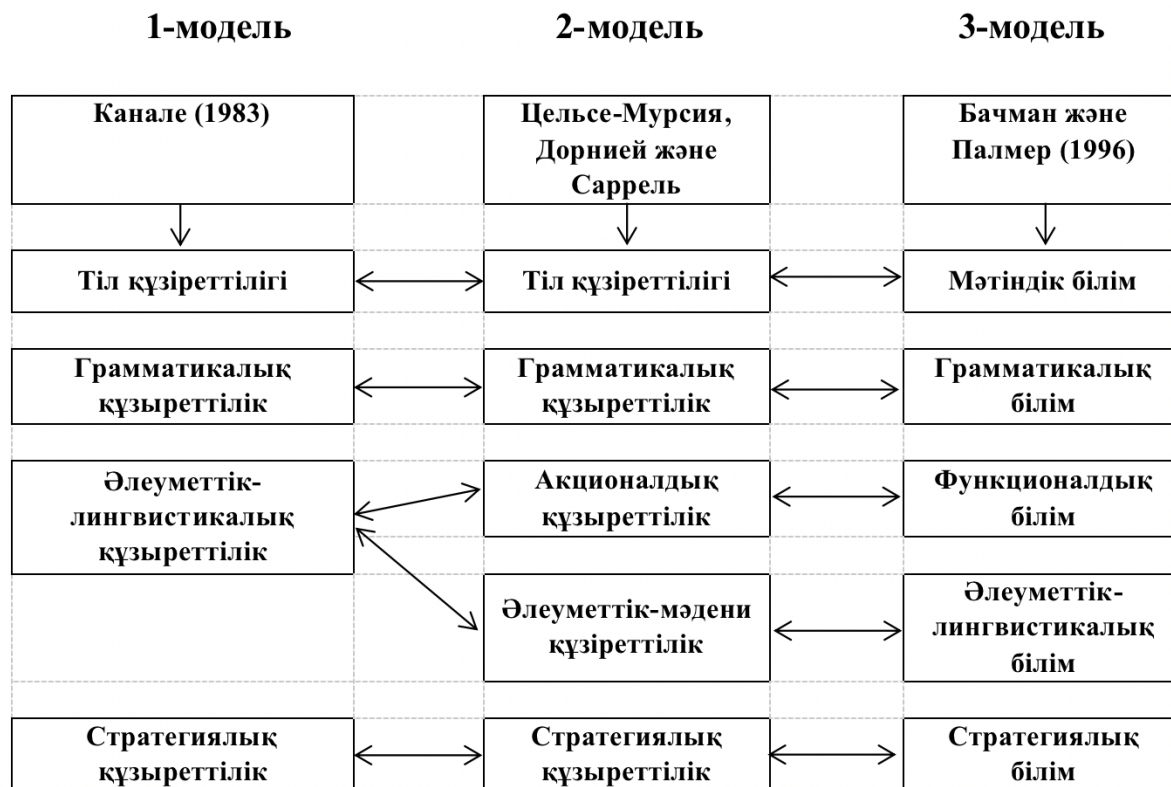 1-модель
2-модель
3-модель
Канале (1983)
Цельсе-Мурсия,
Дорнией және
Саррель
Бачман және
Палмер (1996)
Тіл құзіреттілігі
Тіл құзіреттілігі
Мәтіндік білім
Грамматикалық
құзыреттілік
Грамматикалық
құзыреттілік
Грамматикалық
білім
Әлеуметтік-
лингвистикалық
құзыреттілік
Акционалдық
құзыреттілік
Функционалдық
білім
Әлеуметтік-мәдени
құзіреттілік
Әлеуметтік-
лингвистикалық
білім
Стратегиялық
құзыреттілік
Стратегиялық
құзыреттілік
Стратегиялық
білім